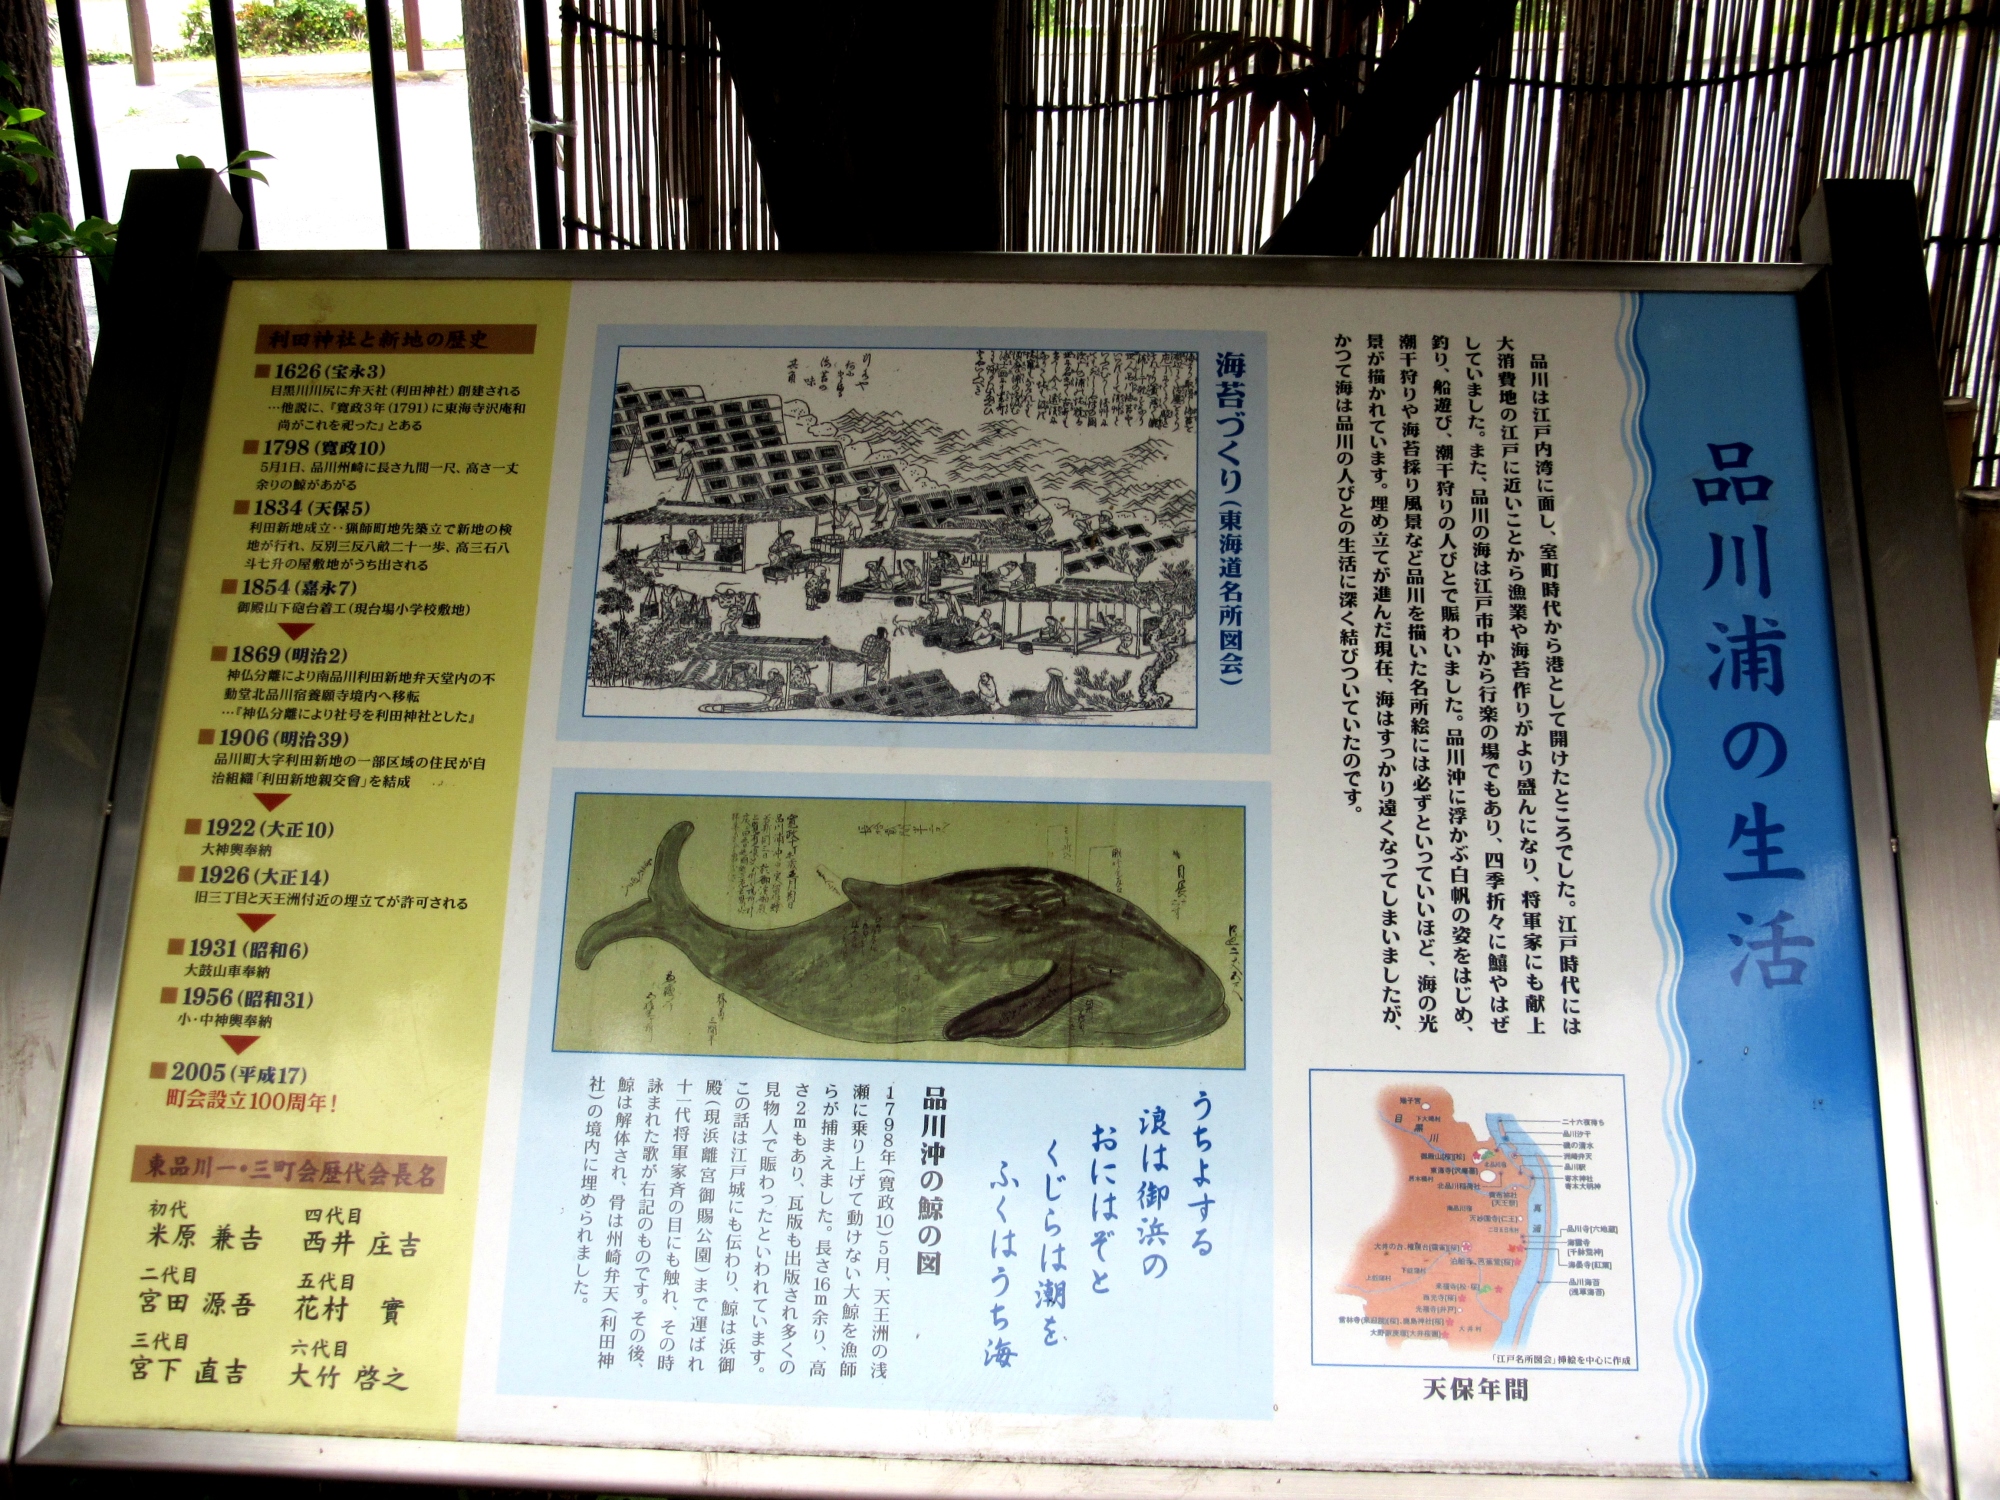 品川浦の生活
品川は江戸内湾に面し、室町時代から港として開けたところでした。江戸時代には
大消費地の江戸に近いことから漁業や海苔作りがより盛んになり、将軍家にも献上
していました。また、品川の海は江戸市中から行楽の場でもあり、四季折々に鱚やはぜ
釣り、船遊び、潮干狩りの人びとで賑わいました。品川沖に浮かぶ白帆の姿をはじめ、
潮干狩りや海苔採り風景など品川を描いた名所絵には必ずといっていいほど、海の光
景が描かれています。埋め立てが進んだ現在、海はすっかり遠くなってしまいましたが、
かつて海は品川の人びとの生活に深く結びついていたのです。
「江戸名所図会」挿絵を中心に作成
天保年間
海苔づくり(東海道名所図会)
うちよする
浪は御浜の
おにはぞと
くじらは潮を
ふくはうち海
品川沖の鯨の図
1798年(寛政10)5月、天王洲の浅
瀬に乗り上げて動けない大鯨を漁師
らが捕まえました。長さ16m余り、高
さ2mもあり、瓦版も出版され多くの
見物人で賑わったといわれています。
この話は江戸城にも伝わり、鯨は浜御
殿(現浜離宮御賜公園)まで運ばれ
十一代将軍家斉の目にも触れ、その時
詠まれた歌が右記のものです。その後、
鯨は解体され、骨は州崎弁天(利田神
社)の境内に埋められました。
利田神社と新地の歴史
1626(宝永3)
目黒川川尻に弁天社(利田神社)創建される
…他説に、『寛政3年(1791)に東海寺沢庵和
尚がこれを祀った』とある
1798(寛政10)
5月1日、品川州崎に長さ九間一尺、高さ一丈
余りの鯨があがる
1834(天保5)
利田新地成立‥猟師町地先築立て新地の検
地が行れ、反別三反八畝二十一歩、高三石八
斗七升の屋敷地がうち出される
1854(嘉永7)
御殿山下砲台着工(現台場小学校敷地)
1869(明治2)
神仏分離により南品川利田新地弁天堂内の不
動堂北品川宿養願寺境内へ移転
…『神仏分離により社号を利田神社とした』
1906(明治39)
品川町大字利田新地の一部区域の住民が自
治組織「利田新地親交會」を結成
1922(大正10)
大神輿奉納
1926(大正14)
旧三丁目と天王洲付近の埋立てが許可される
1931(昭和6)
大鼓山車奉納
1956(昭和31)
小・中神輿奉納
2005(平成17)
町会設立100周年!
東品川一・三町会歴代会長名
初代
米原 兼吉
二代目
宮田 源吾
三代目
宮下 直吉
四代目
西井 庄吉
五代目
花村 實
六代目
大竹 啓之